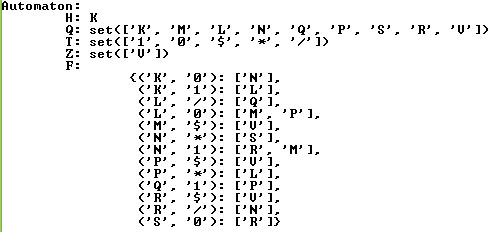 Automaton:
H: K
Q: set(['K', 'M', 'L', 'N', 'Q', 'P', 'S', 'R', 'V'])
T: set(['1', '0', '$', '*', '/'])
Z: set(['V'])
F:
{('K', '0'): ['N'],
('K', '1'): ['L'],
('L', '/'): ['Q'],
('L', '0'): ['M', 'P'],
('M', '$'): ['V'],
('N', '*'): ['S'],
('N', '1'): ['R', 'M'],
('P', '$'): ['V'],
('P', '*'): ['L'],
('Q', '1'): ['P'],
('R', '$'): ['V'],
('R', '/'): ['N'],
('S', '0'): ['R']}